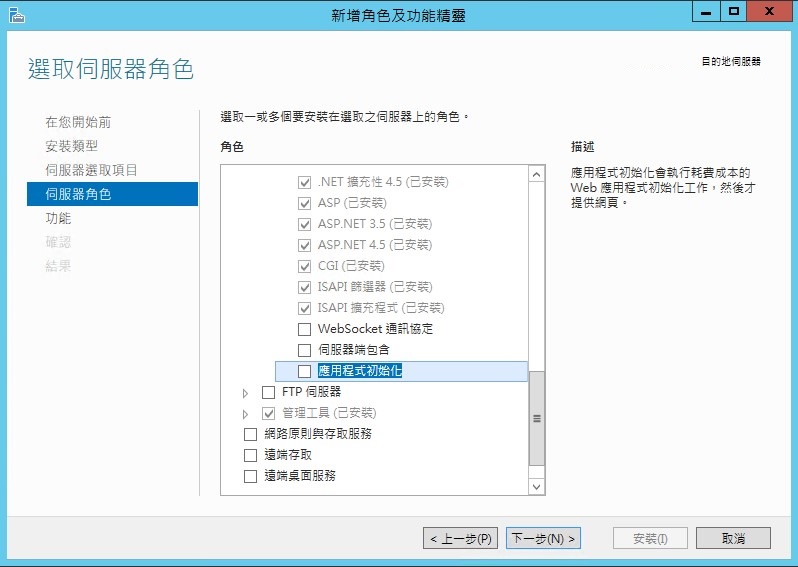 新增角色及功能精靈
選取伺服器角色
目的地伺服器
在您開始前
安裝類型
伺服器選取項目
伺服器角色
功能
確認
結果
選取一或多個要安裝在選取之伺服器上的角色。
角色
.NET 擴充性 4.5 (已安裝)
ASP (已安裝)
ASP.NET 3.5 (已安裝)
ASP.NET 4.5 (已安裝)
CGI (已安裝)
ISAPI 篩選器 (已安裝)
ISAPI 擴充程式 (已安裝)
WebSocket 通訊協定
伺服器端包含
應用程式初始化
FTP 伺服器
管理工具 (已安裝)
網路原則與存取服務
遠端存取
遠端桌面服務
描述
應用程式初始化會執行耗費成本的
Web 應用程式初始化工作，然後才
提供網頁。
< 上一步(P)
下一步(N) >
安裝(I)
取消